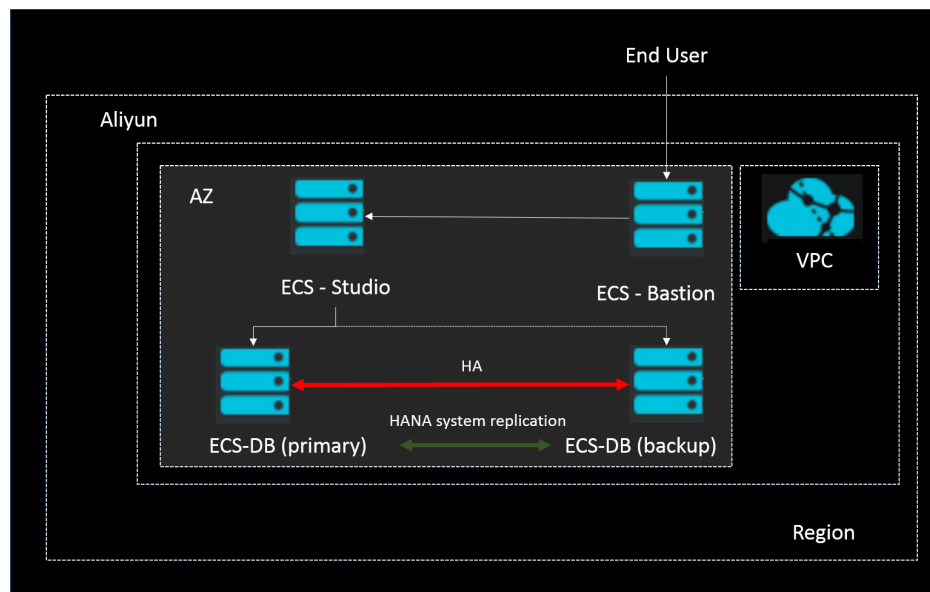 End User
Aliyun
AZ
VPC
ECS - Studio
ECS - Bastion
HA
HANA system replication
ECS-DB (primary)
ECS-DB (backup)
Region